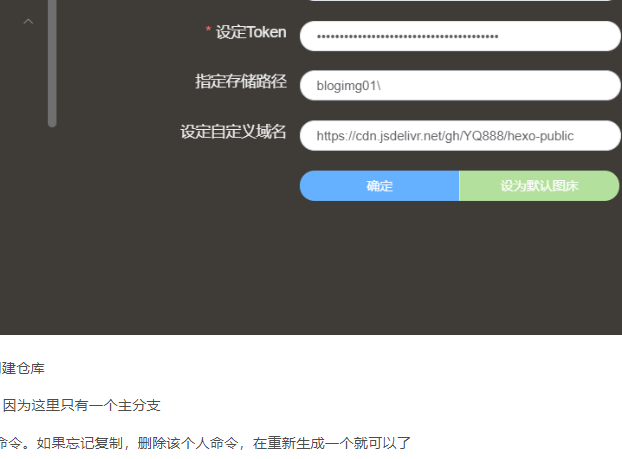 * 设定Token ••••••••••••••••••••••••••••••••••••••••
指定存储路径 blogimg01\
设定自定义域名 https://cdn.jsdelivr.net/gh/YQ888/hexo-public
确定 设为默认图床
建仓库
因为这里只有一个主分支
命令。如果忘记复制，删除该个人命令，在重新生成一个就可以了